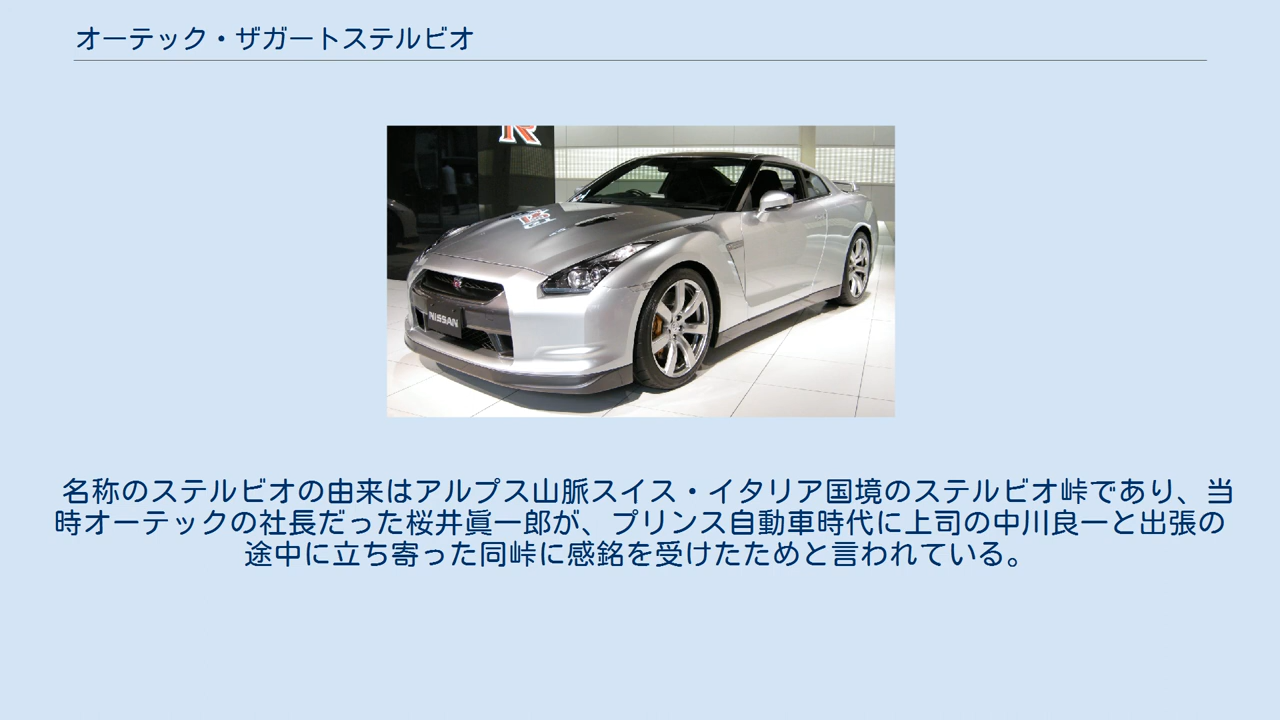 オーテック・ザガートステルビオ
R
NISSAN
名称のステルビオの由来はアルプス山脈スイス・イタリア国境のステルビオ峠であり、当
時オーテックの社長だった桜井眞一郎が、プリンス自動車時代に上司の中川良一と出張の
途中に立ち寄った同峠に感銘を受けたためと言われている。